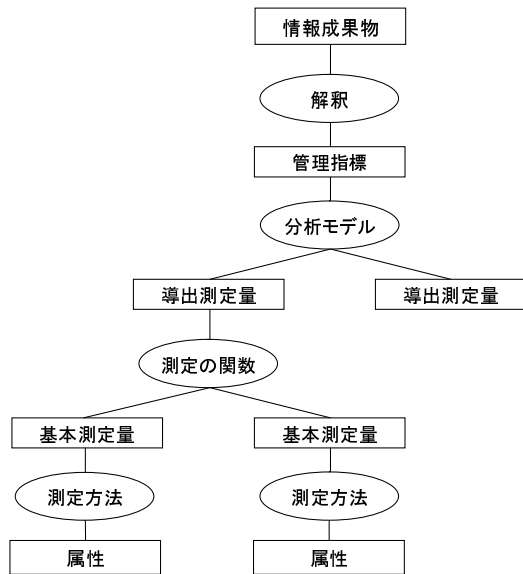 情報成果物
解釈
管理指標
分析モデル
導出測定量
導出測定量
測定の関数
基本測定量
基本測定量
測定方法
測定方法
属性
属性